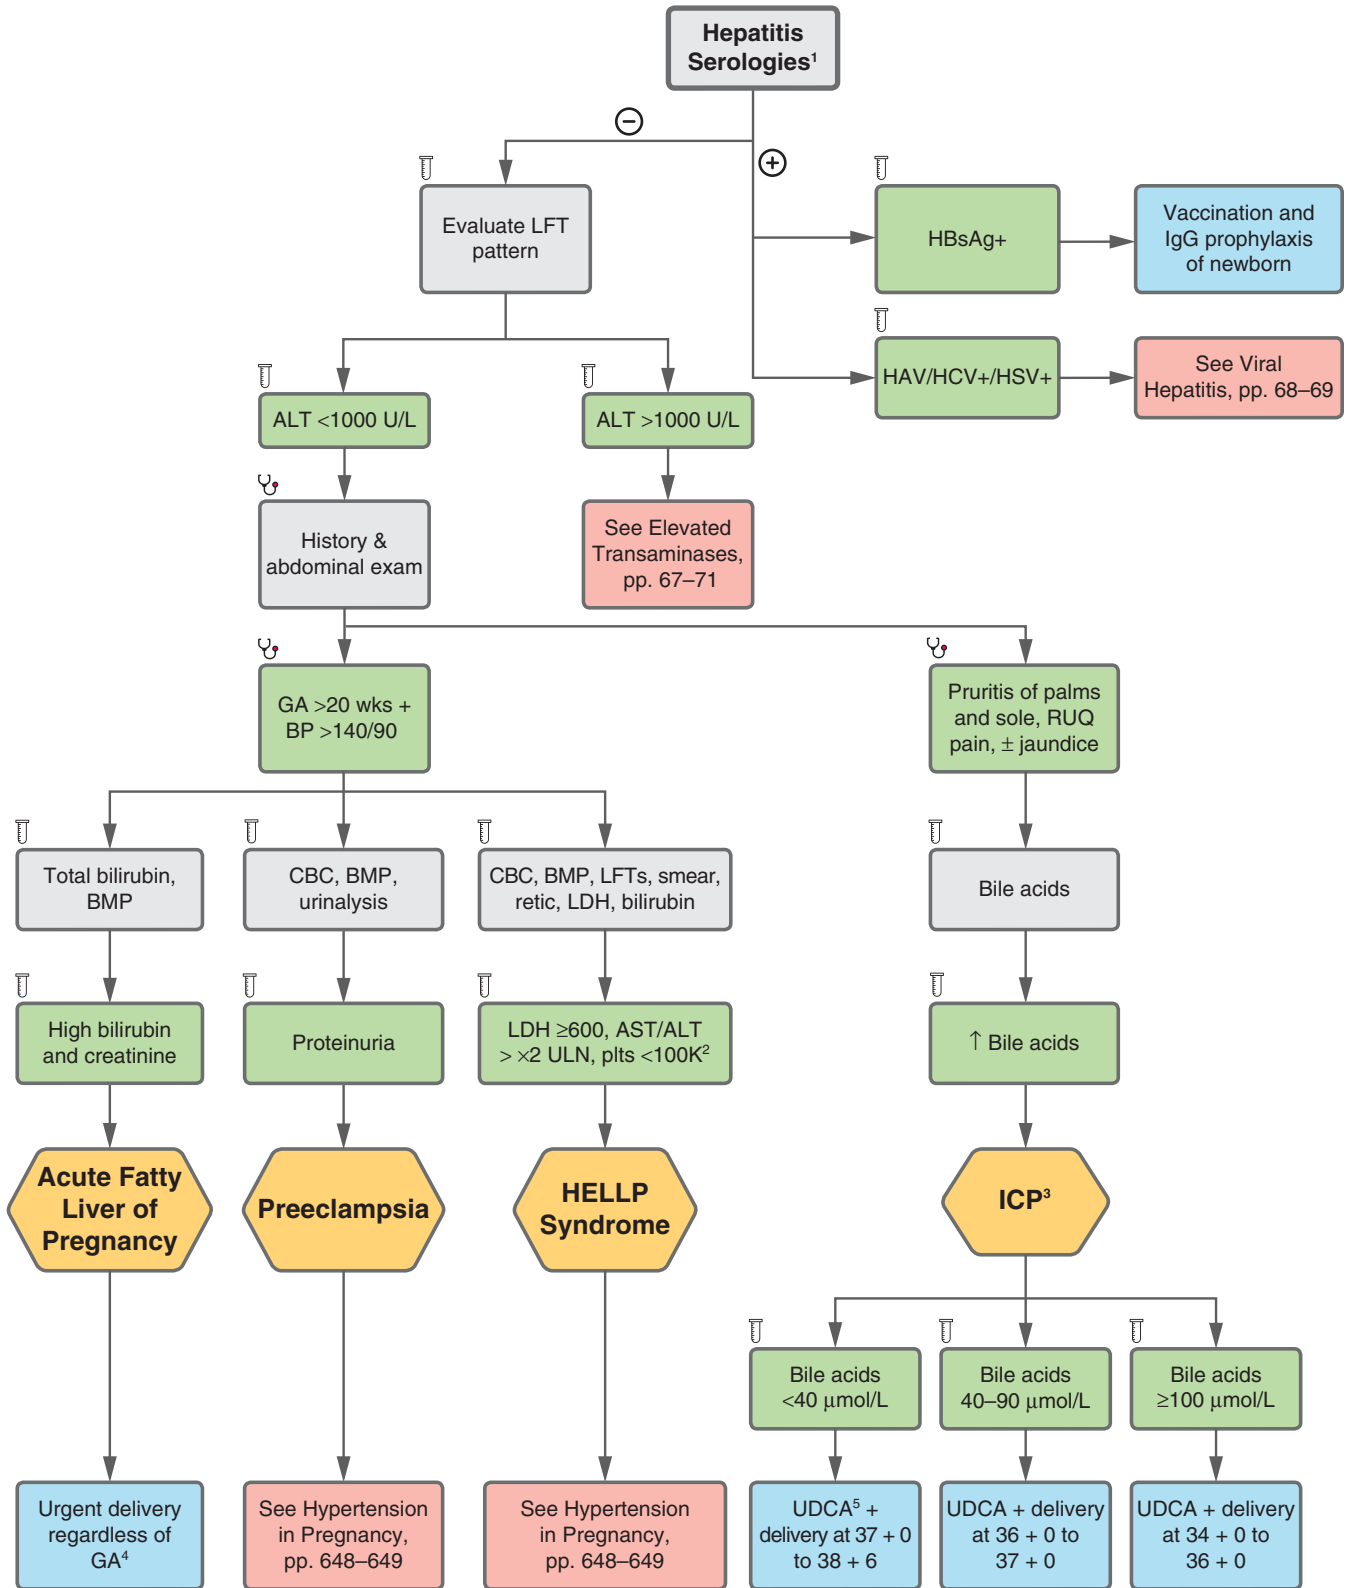 Hepatitis
Serologies¹
−
+
Evaluate LFT
pattern
HBsAg+
Vaccination and
IgG prophylaxis
of newborn
HAV/HCV+/HSV+
See Viral
Hepatitis, pp. 68–69
ALT <1000 U/L
ALT >1000 U/L
History &
abdominal exam
See Elevated
Transaminases,
pp. 67–71
GA >20 wks +
BP >140/90
Pruritis of palms
and sole, RUQ
pain, ± jaundice
Total bilirubin,
BMP
CBC, BMP,
urinalysis
CBC, BMP, LFTs, smear,
retic, LDH, bilirubin
Bile acids
High bilirubin
and creatinine
Proteinuria
LDH ≥600, AST/ALT
> ×2 ULN, plts <100K²
↑ Bile acids
Acute Fatty
Liver of
Pregnancy
Preeclampsia
HELLP
Syndrome
ICP³
Bile acids
<40 μmol/L
Bile acids
40–90 μmol/L
Bile acids
≥100 μmol/L
Urgent delivery
regardless of
GA⁴
See Hypertension
in Pregnancy,
pp. 648–649
See Hypertension
in Pregnancy,
pp. 648–649
UDCA⁵ +
delivery at 37 + 0
to 38 + 6
UDCA + delivery
at 36 + 0 to
37 + 0
UDCA + delivery
at 34 + 0 to
36 + 0